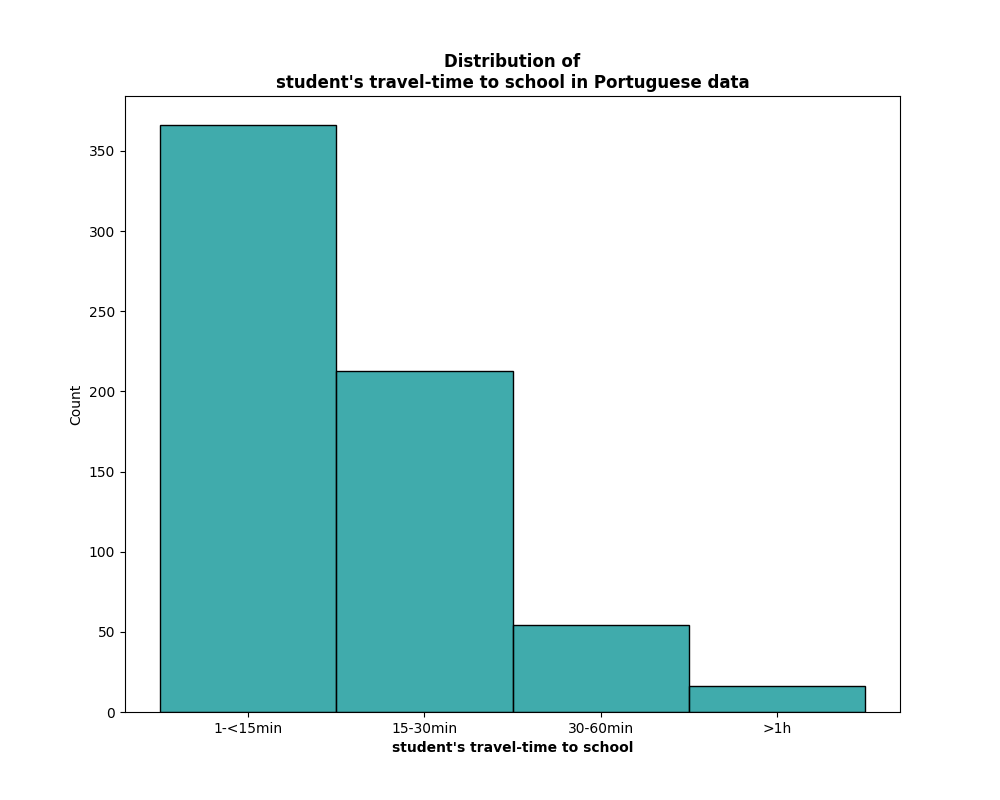 Distribution of
student's travel-time to school in Portuguese data
Count
350
300
250
200
150
100
50
0
1-<15min 15-30min 30-60min >1h
student's travel-time to school